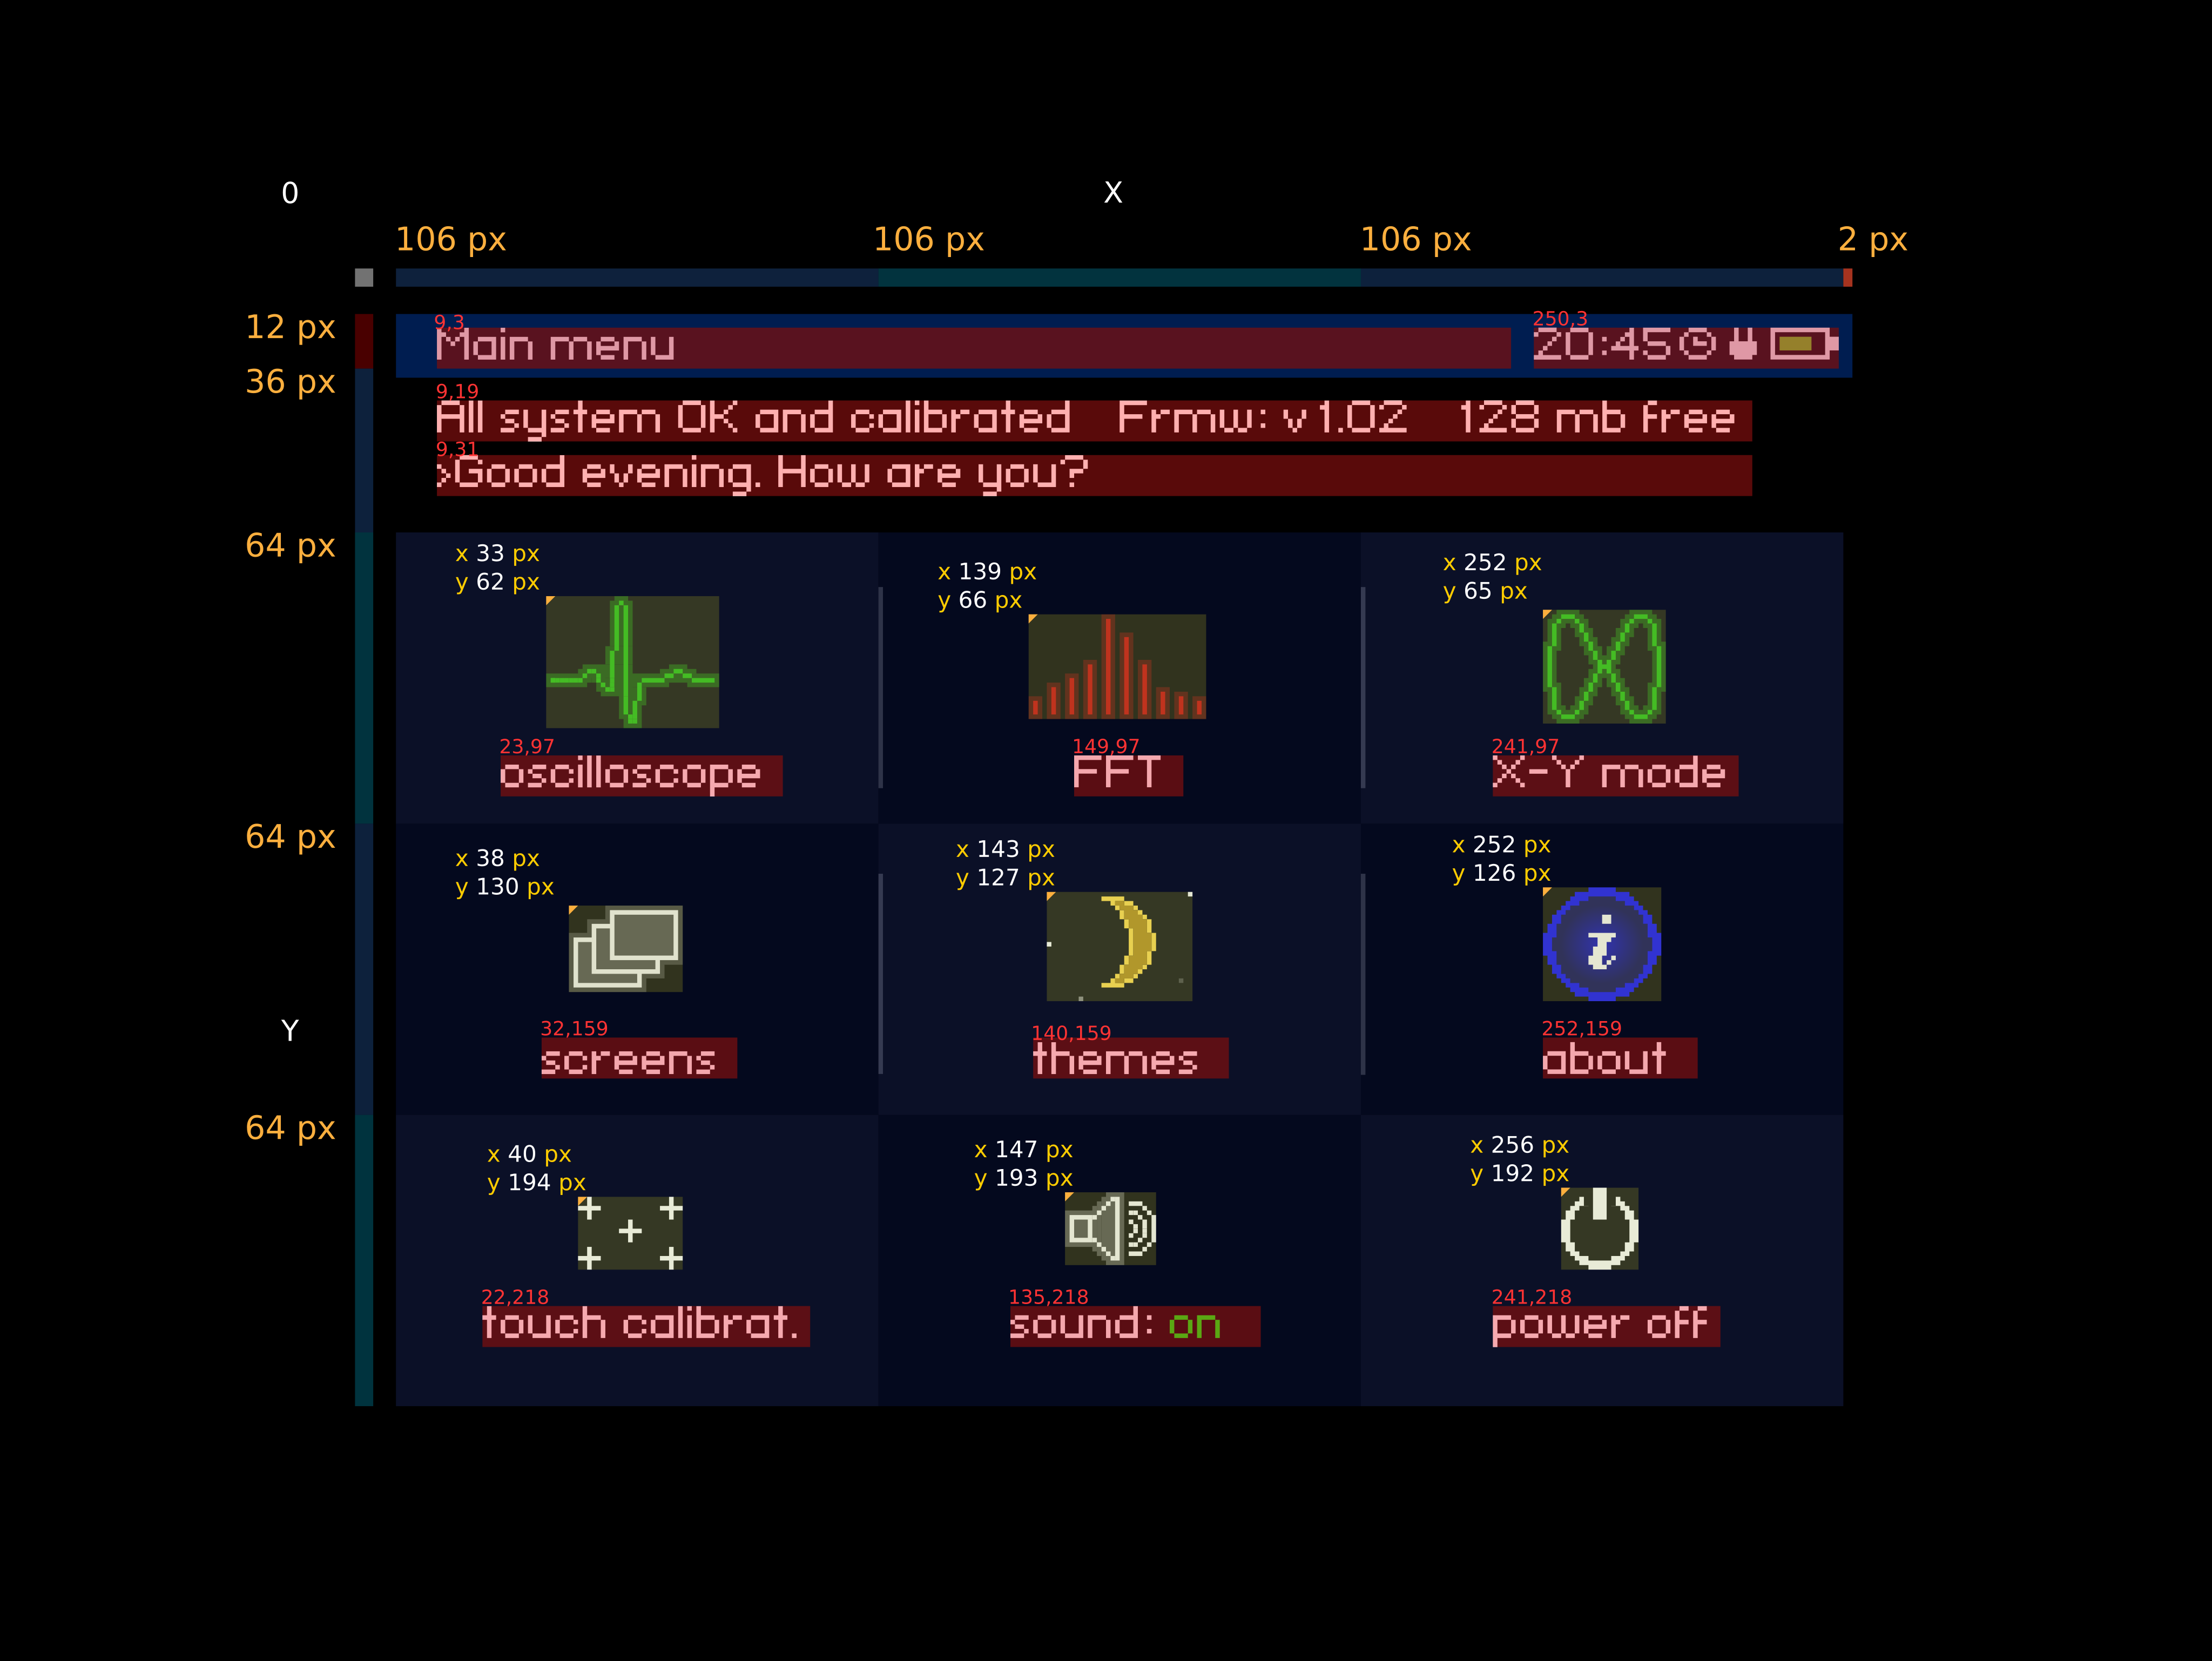 0 X
106 px 106 px 106 px 2 px
12 px
9,3 250,3
Main menu 20:45
36 px
9,19
All system OK and calibrated Frmw: v 1.02 128 mb free
9,31
>Good evening. How are you?
64 px
x 33 px
y 62 px
x 139 px
y 66 px
x 252 px
y 65 px
23,97 149,97 241,97
oscilloscope FFT X-Y mode
64 px
x 38 px
y 130 px
x 143 px
y 127 px
x 252 px
y 126 px
Y
32,159 140,159 252,159
screens themes about
64 px
x 40 px
y 194 px
x 147 px
y 193 px
x 256 px
y 192 px
i
22,218 135,218 241,218
touch calibrat. sound: on power off